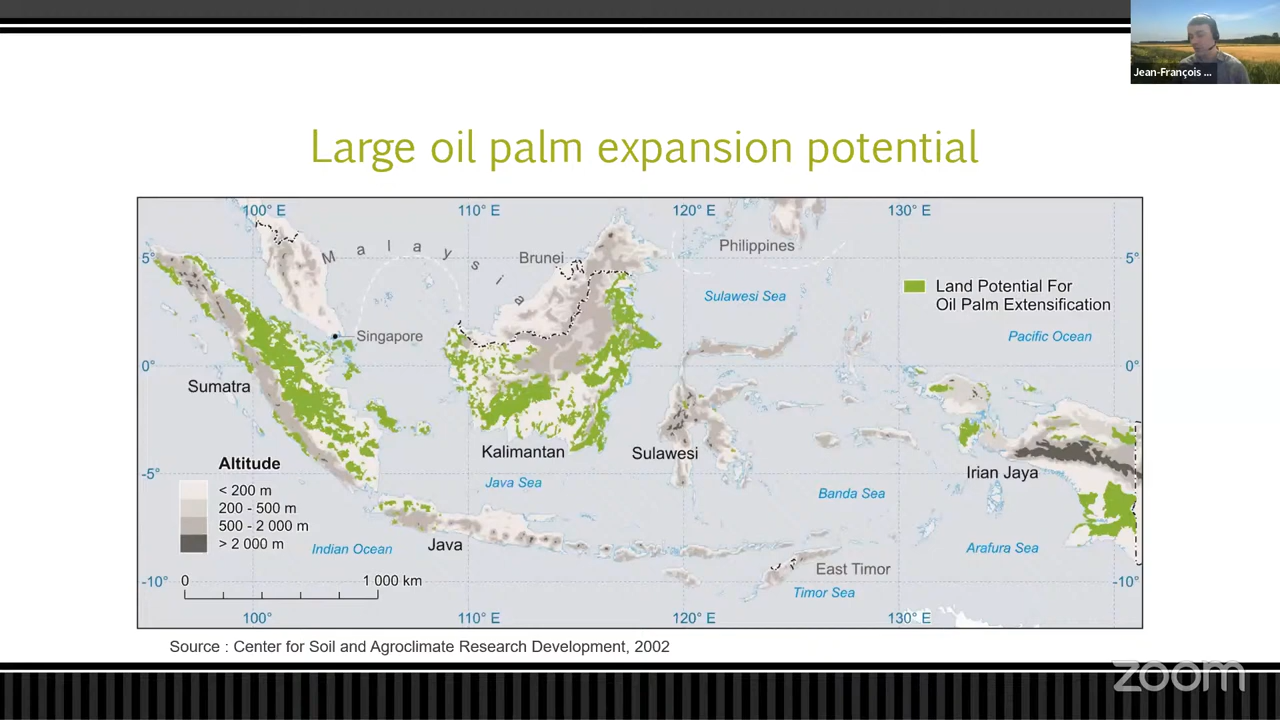 Jean-François ...
Large oil palm expansion potential
100° E
110° E
120° E
130° E
Malaysia
Brunei
Philippines
5°
5°
Sulawesi Sea
Land Potential For
Oil Palm Extensification
Singapore
Pacific Ocean
0°
0°
Sumatra
Kalimantan
Sulawesi
Irian Jaya
Altitude
-5°
-5°
< 200 m
200 - 500 m
500 - 2 000 m
> 2 000 m
Java Sea
Banda Sea
Indian Ocean
Java
Arafura Sea
East Timor
Timor Sea
-10°
-10°
0
1 000 km
100°
110° E
120° E
130° E
Source : Center for Soil and Agroclimate Research Development, 2002
zoom